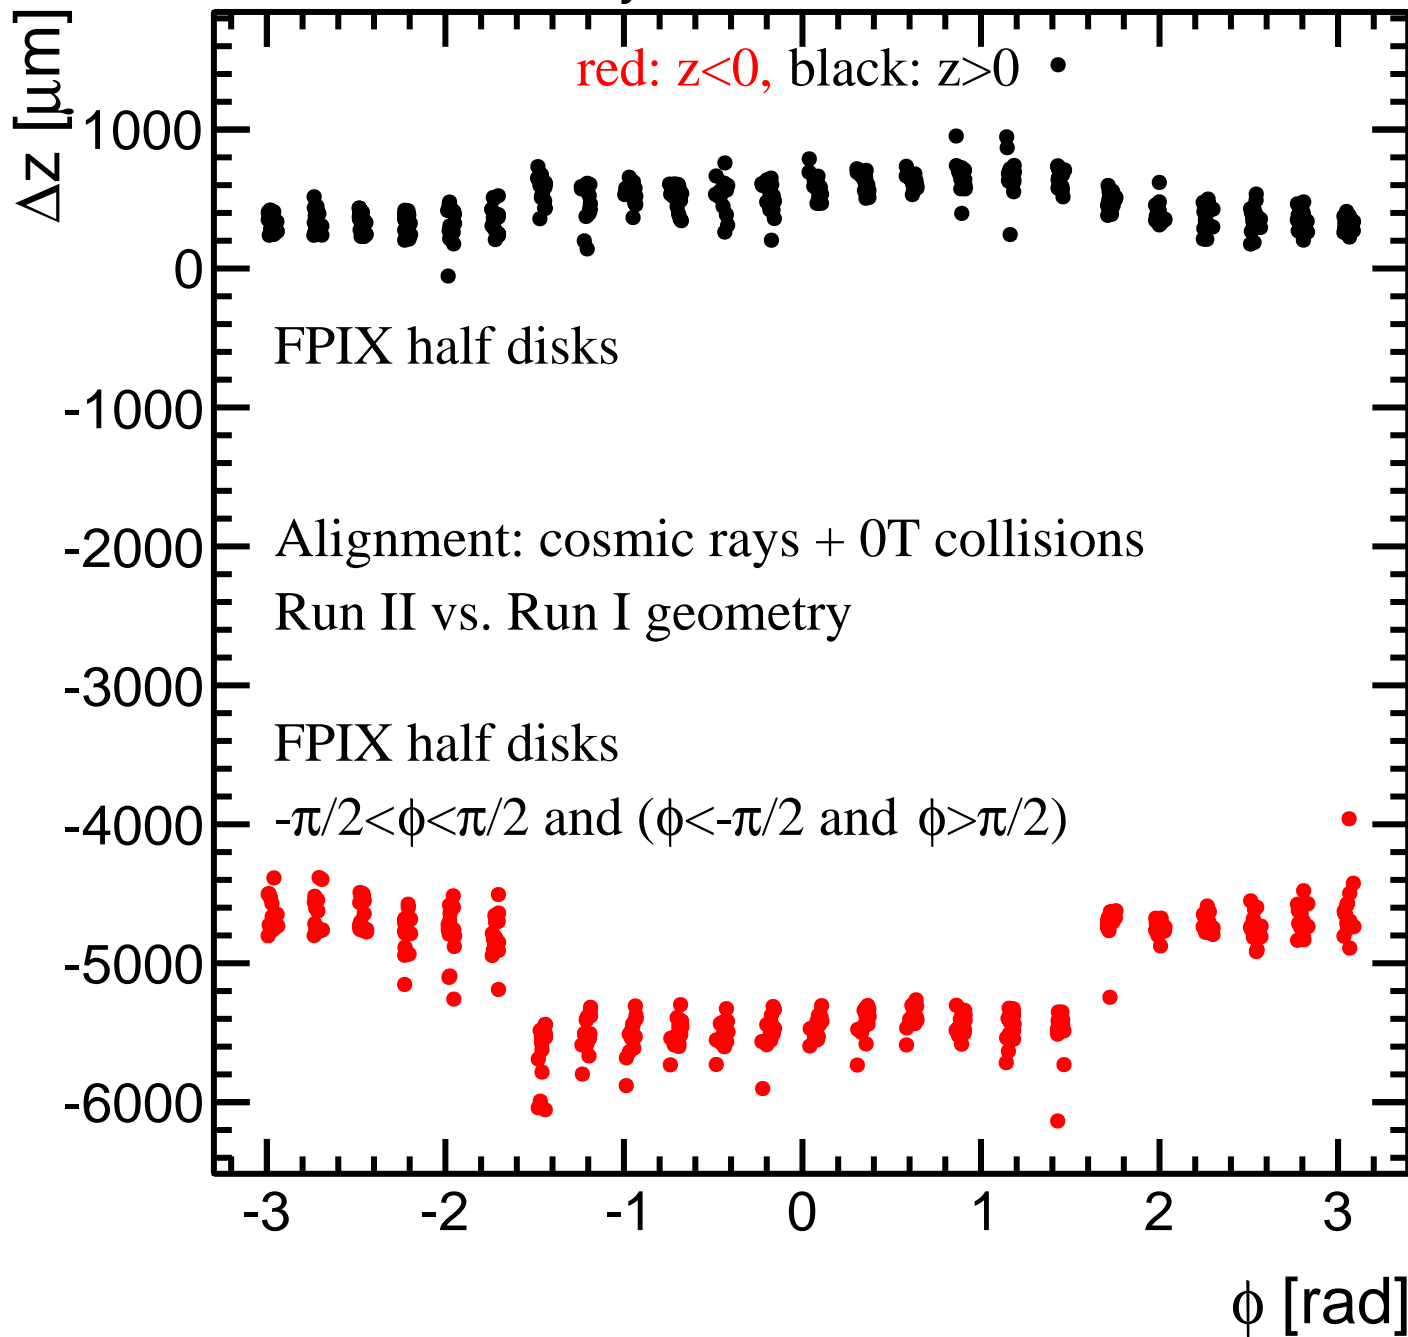 Δz [μm]
red: z<0, black: z>0
1000
0
FPIX half disks
-1000
-2000
Alignment: cosmic rays + 0T collisions
Run II vs. Run I geometry
-3000
FPIX half disks
-4000
-π/2<ϕ<π/2 and (ϕ<-π/2 and ϕ>π/2)
-5000
-6000
-3 -2 -1 0 1 2 3
ϕ [rad]